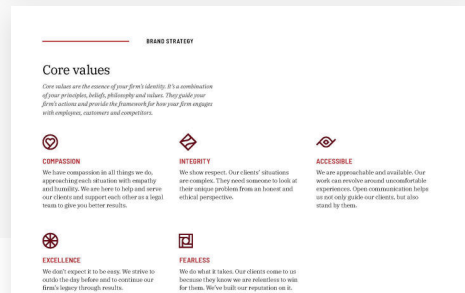 BRAND STRATEGY
Core values
Core values are the essence of your firm's identity. It's a combination
of your principles, beliefs, philosophy and values. They guide your
firm's actions and provide the framework for how your firm engages
with employees, customers and competitors.
COMPASSION
We have compassion in all things we do,
approaching each situation with empathy
and humility. We are here to help and serve
our clients and support each other as a legal
team to give you better results.
INTEGRITY
We show respect. Our clients' situations
are complex. They need someone to look at
their unique problem from an honest and
ethical perspective.
ACCESSIBLE
We are approachable and available. Our
work can revolve around uncomfortable
experiences. Open communication helps
us not only guide our clients, but also
stand by them.
EXCELLENCE
We don't expect it to be easy. We strive to
outdo the day before and to continue our
firm's legacy through results.
FEARLESS
We do what it takes. Our clients come to us
because they know we are relentless to win
for them. We've built our reputation on it.